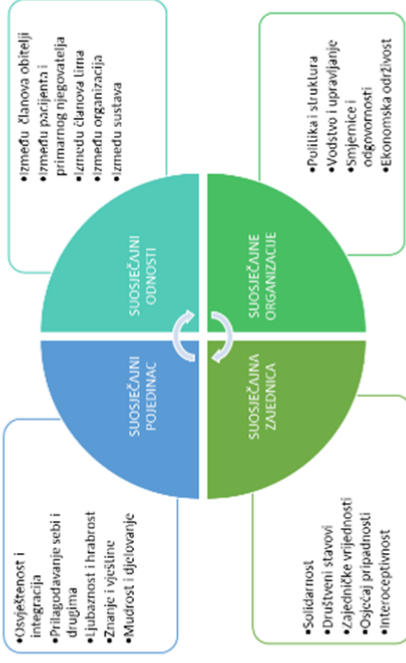 •Osvještenost i
integracija
•Prilagođavanje sebi i
drugima
•Ljubaznost i hrabrost
•Znanje i vještine
•Mudrost i djelovanje
SUOSJEĆAJNI
POJEDINAC
•Između članova obitelji
•Između pacijenta i
primarnog njegovatelja
•Između članova tima
•Između organizacija
•Između sustava
SUOSJEĆAJNI
ODNOSTI
•Solidarnost
•Društveni stavovi
•Zajedničke vrijednosti
•Osjećaj pripadnosti
•Interoceptivnost
SUOSJEĆAJNA
ZAJEDNICA
•Politika i struktura
•Vodstvo i upravljanje
•Smjernice i
odgovornosti
•Ekonomska održivost
SUOSJEĆAJNE
ORGANIZACIJE